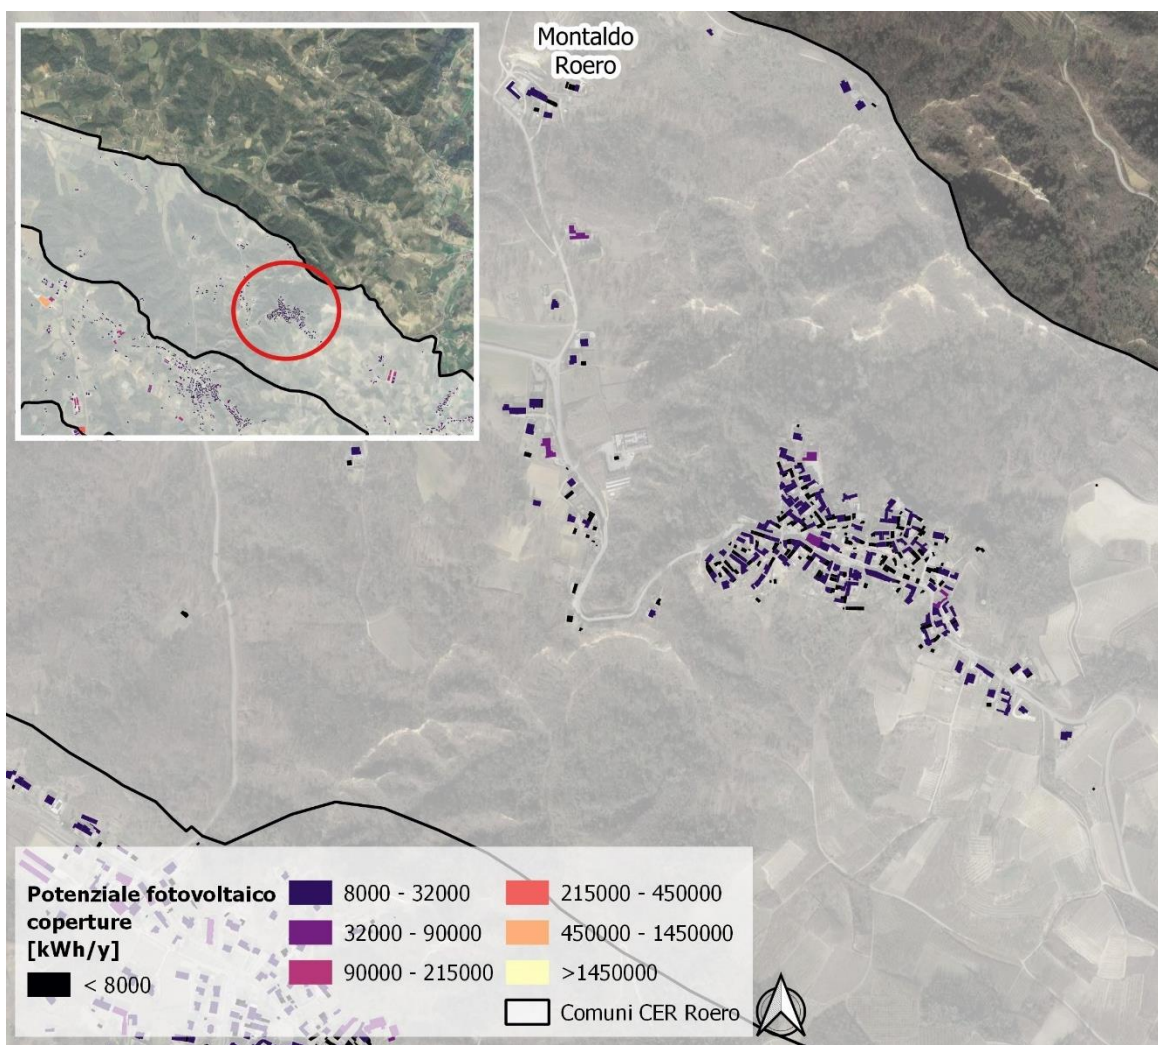 Montaldo
Roero
Potenziale fotovoltaico
coperture
[kWh/y]
< 8000
8000 - 32000
32000 - 90000
90000 - 215000
215000 - 450000
450000 - 1450000
>1450000
Comuni CER Roero